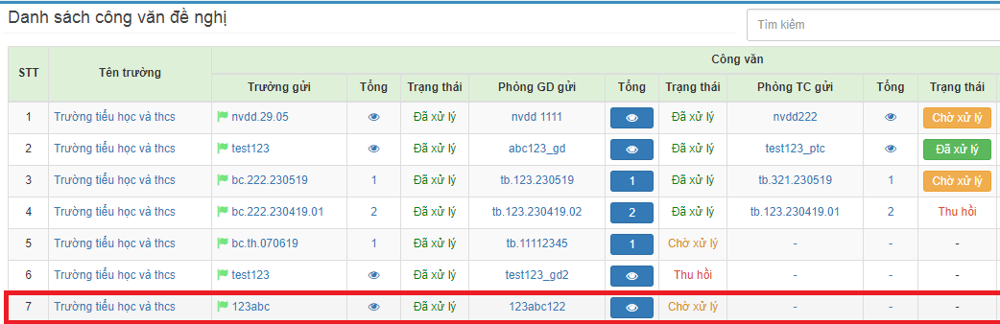 Danh sách công văn đề nghị
Tìm kiếm
STT Tên trường Công văn
Trường gửi Tổng Trạng thái Phòng GD gửi Tổng Trạng thái Phòng TC gửi Tổng Trạng thái
1 Trường tiểu học và thcs nvdd.29.05 Đã xử lý nvdd 1111 Đã xử lý nvdd222 Chờ xử lý
2 Trường tiểu học và thcs test123 Đã xử lý abc123_gd Đã xử lý test123_ptc Đã xử lý
3 Trường tiểu học và thcs bc.222.230519 1 Đã xử lý tb.123.230519 1 Đã xử lý tb.321.230519 1 Chờ xử lý
4 Trường tiểu học và thcs bc.222.230419.01 2 Đã xử lý tb.123.230419.02 2 Đã xử lý tb.123.230419.01 2 Thu hồi
5 Trường tiểu học và thcs bc.th.070619 1 Đã xử lý tb.11112345 1 Chờ xử lý - - -
6 Trường tiểu học và thcs test123 Đã xử lý test123_gd2 Thu hồi - - -
7 Trường tiểu học và thcs 123abc Đã xử lý 123abc122 Chờ xử lý - - -